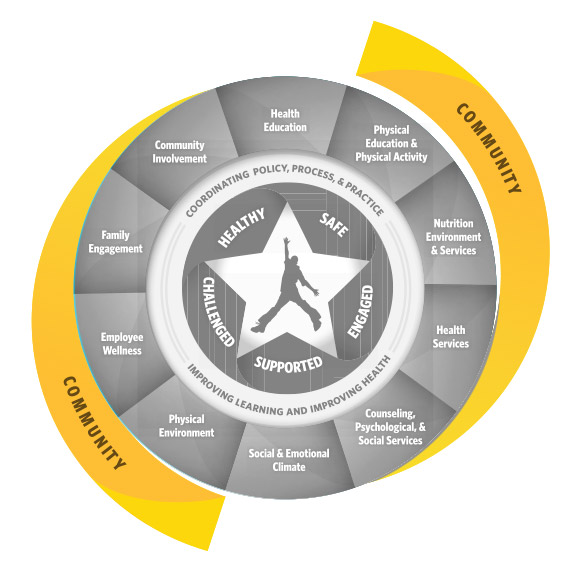 COMMUNITY
Health
Education
Physical
Education &
Physical Activity
Nutrition
Environment
& Services
Health
Services
Counseling,
Psychological, &
Social Services
Social & Emotional
Climate
Physical
Environment
Employee
Wellness
Family
Engagement
Community
Involvement
COORDINATING POLICY, PROCESS, & PRACTICE
HEALTHY
SAFE
ENGAGED
SUPPORTED
CHALLENGED
IMPROVING LEARNING AND IMPROVING HEALTH
COMMUNITY